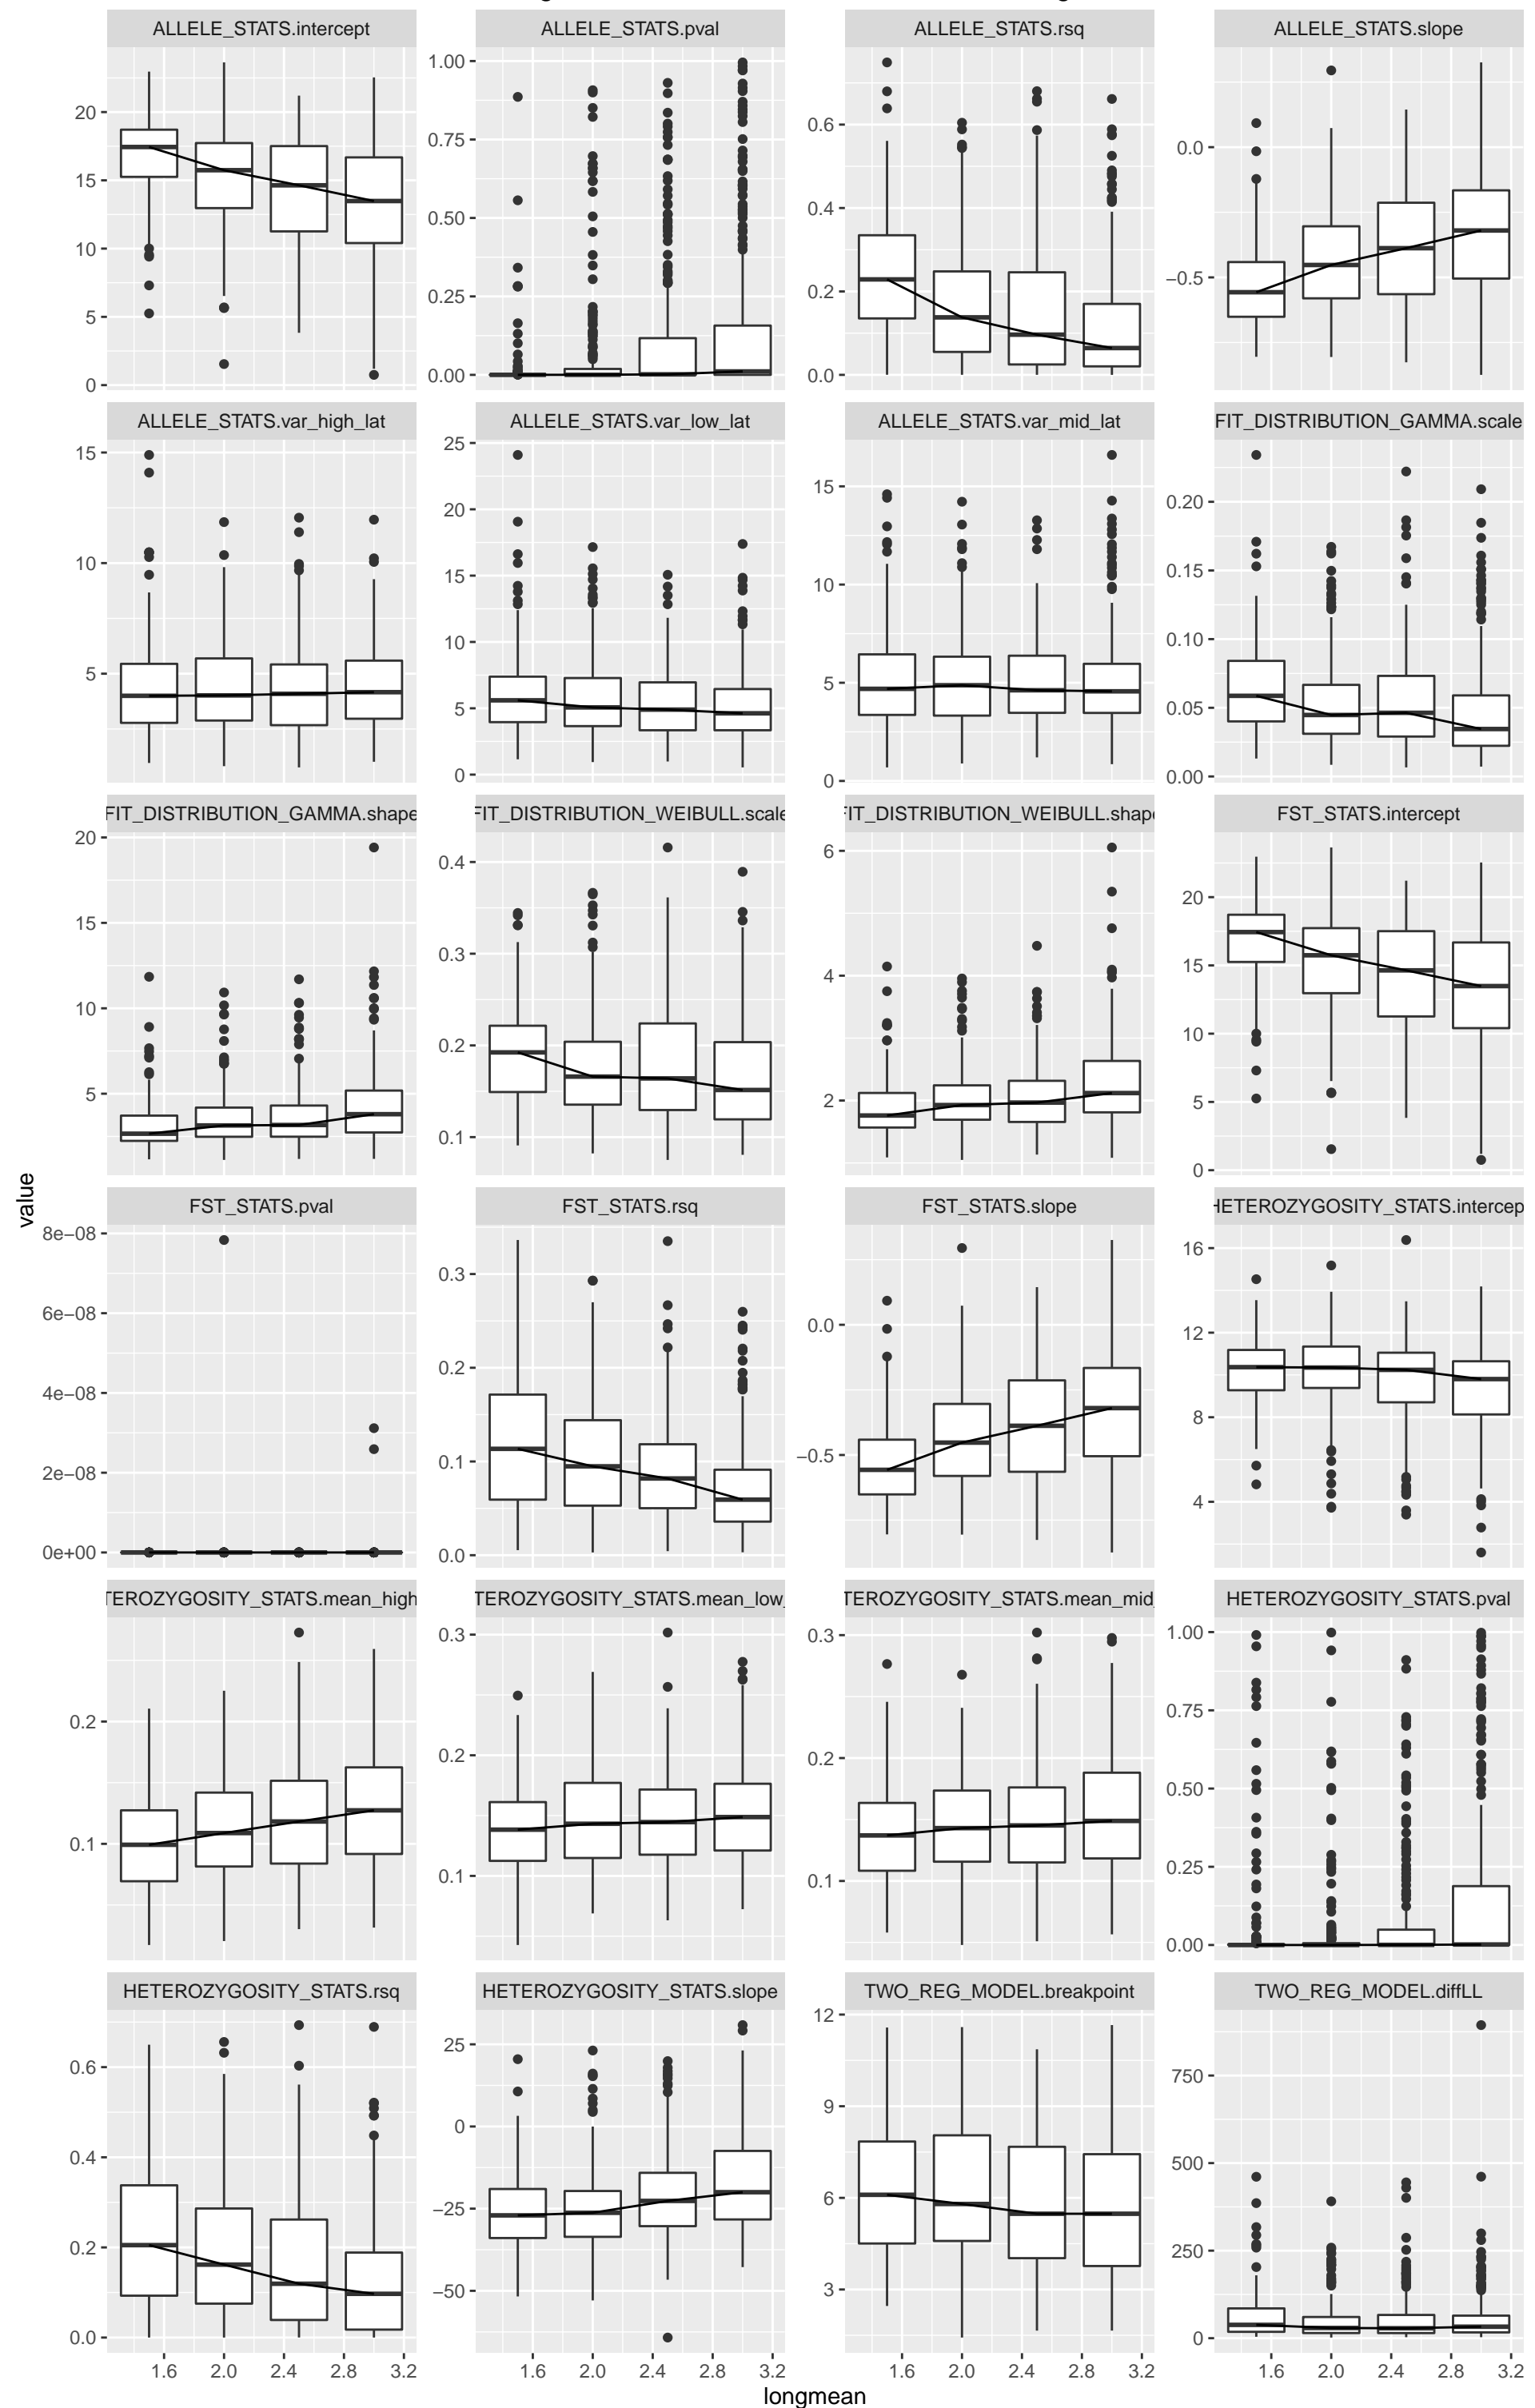 ALLELE_STATS.intercept ALLELE_STATS.pval ALLELE_STATS.rsq ALLELE_STATS.slope
20 15 10 5 0
1.00 0.75 0.50 0.25 0.00
0.6 0.4 0.2 0.0
0.0 −0.5
ALLELE_STATS.var_high_lat ALLELE_STATS.var_low_lat ALLELE_STATS.var_mid_lat FIT_DISTRIBUTION_GAMMA.scale
15 10 5
25 20 15 10 5 0
15 10 5 0
0.20 0.15 0.10 0.05 0.00
FIT_DISTRIBUTION_GAMMA.shape FIT_DISTRIBUTION_WEIBULL.scale FIT_DISTRIBUTION_WEIBULL.shape FST_STATS.intercept
20 15 10 5
0.4 0.3 0.2 0.1
6 4 2
20 15 10 5 0
value
FST_STATS.pval FST_STATS.rsq FST_STATS.slope HETEROZYGOSITY_STATS.intercep
8e−08 6e−08 4e−08 2e−08 0e+00
0.3 0.2 0.1 0.0
0.0 −0.5
16 12 8 4
TEROZYGOSITY_STATS.mean_high TEROZYGOSITY_STATS.mean_low_ TEROZYGOSITY_STATS.mean_mid_ HETEROZYGOSITY_STATS.pval
0.2 0.1
0.3 0.2 0.1
0.3 0.2 0.1
1.00 0.75 0.50 0.25 0.00
HETEROZYGOSITY_STATS.rsq HETEROZYGOSITY_STATS.slope TWO_REG_MODEL.breakpoint TWO_REG_MODEL.diffLL
0.6 0.4 0.2 0.0
25 0 −25 −50
12 9 6 3
750 500 250 0
1.6 2.0 2.4 2.8 3.2 1.6 2.0 2.4 2.8 3.2 1.6 2.0 2.4 2.8 3.2 1.6 2.0 2.4 2.8 3.2
longmean